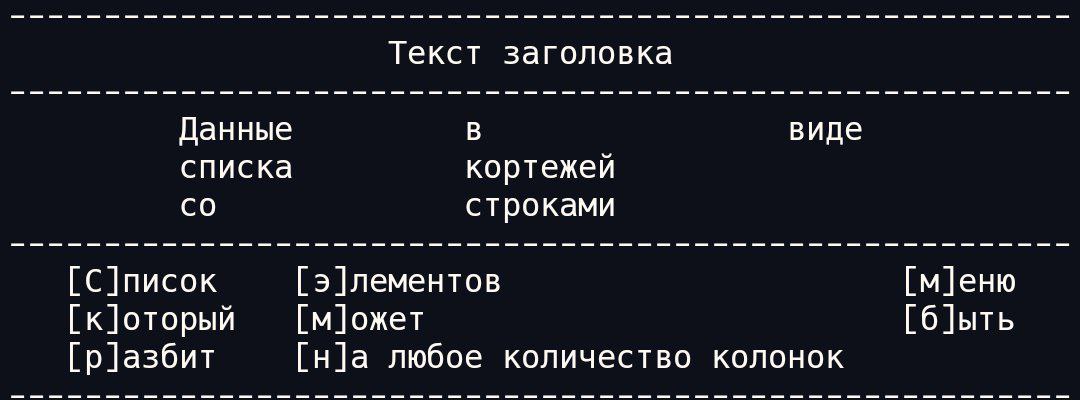 --------------------------------------------------------
Текст заголовка
--------------------------------------------------------
Данные в виде
списка кортежей
со строками
--------------------------------------------------------
[С]писок [э]лементов [м]еню
[к]оторый [м]ожет [б]ыть
[р]азбит [н]а любое количество колонок
--------------------------------------------------------